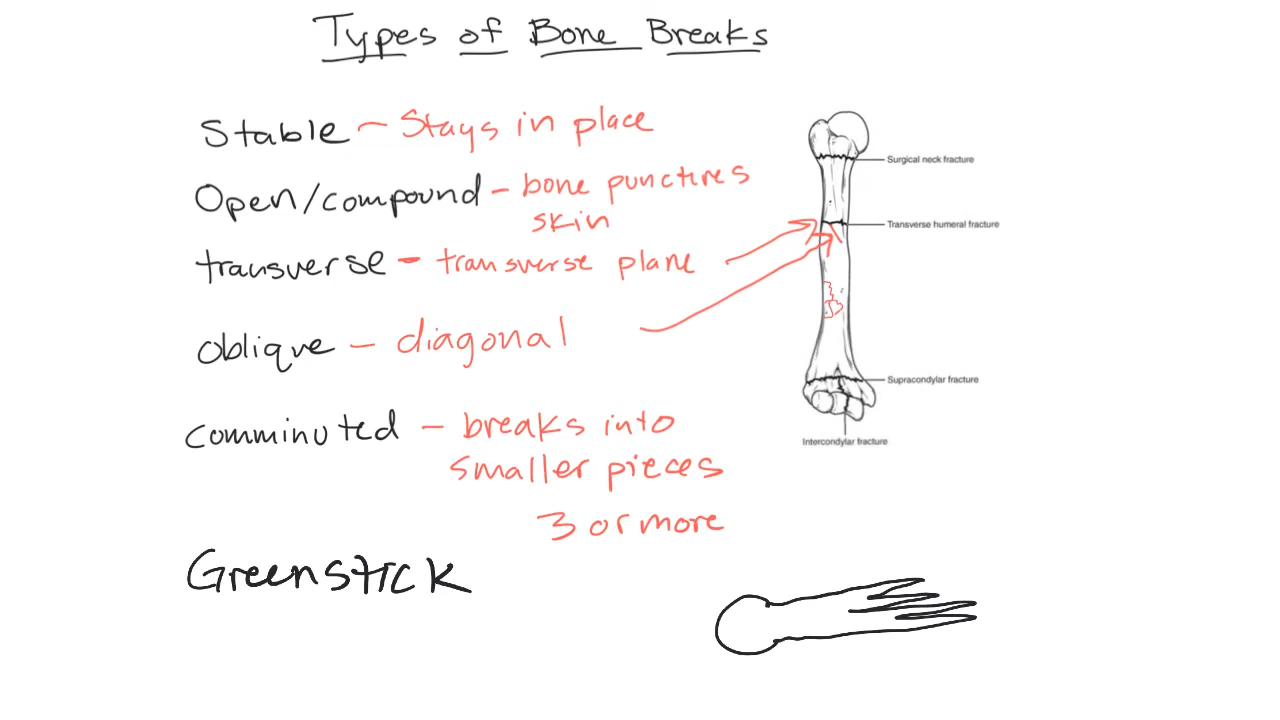 Types of Bone Breaks
Stable - Stays in place
Open/compound - bone punctires
skin
transverse - transverse plane
oblique - diagonal
comminuted - breaks into
smaller pieces
3 or more
Greenstick
Surgical neck fracture
Transverse humeral fracture
Supracondylar fracture
Intercondylar fracture